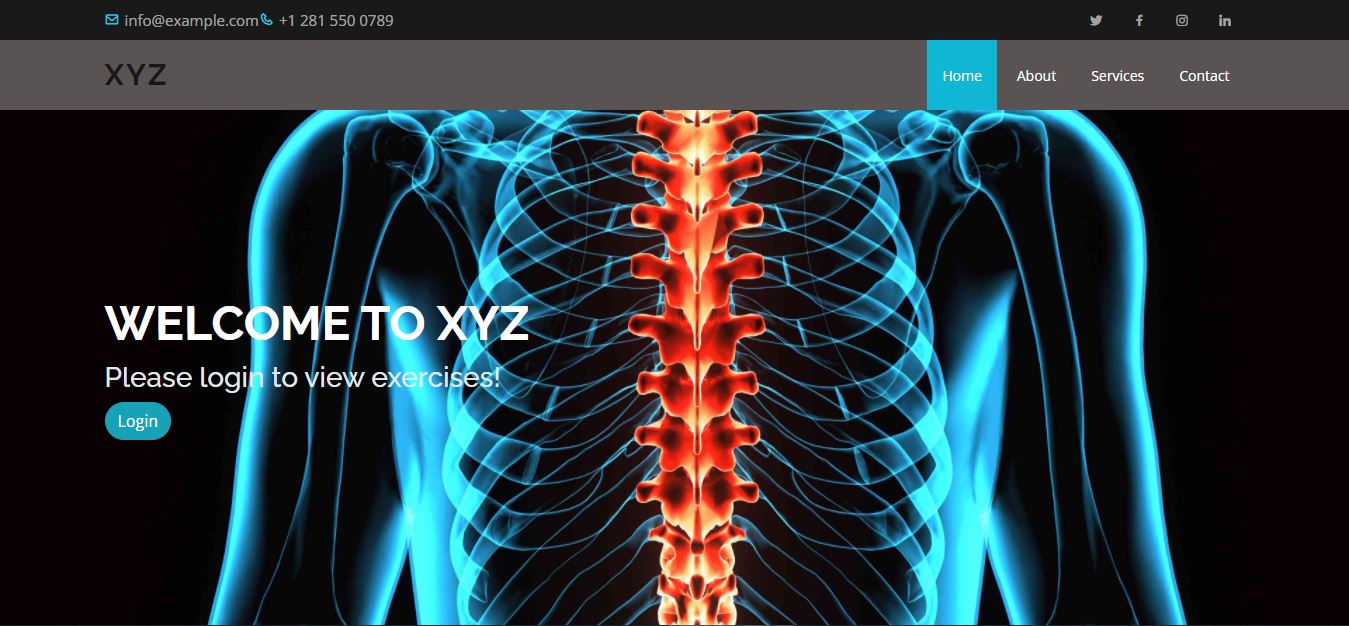 info@example.com +1 281 550 0789
XYZ
Home About Services Contact
WELCOME TO XYZ
Please login to view exercises!
Login